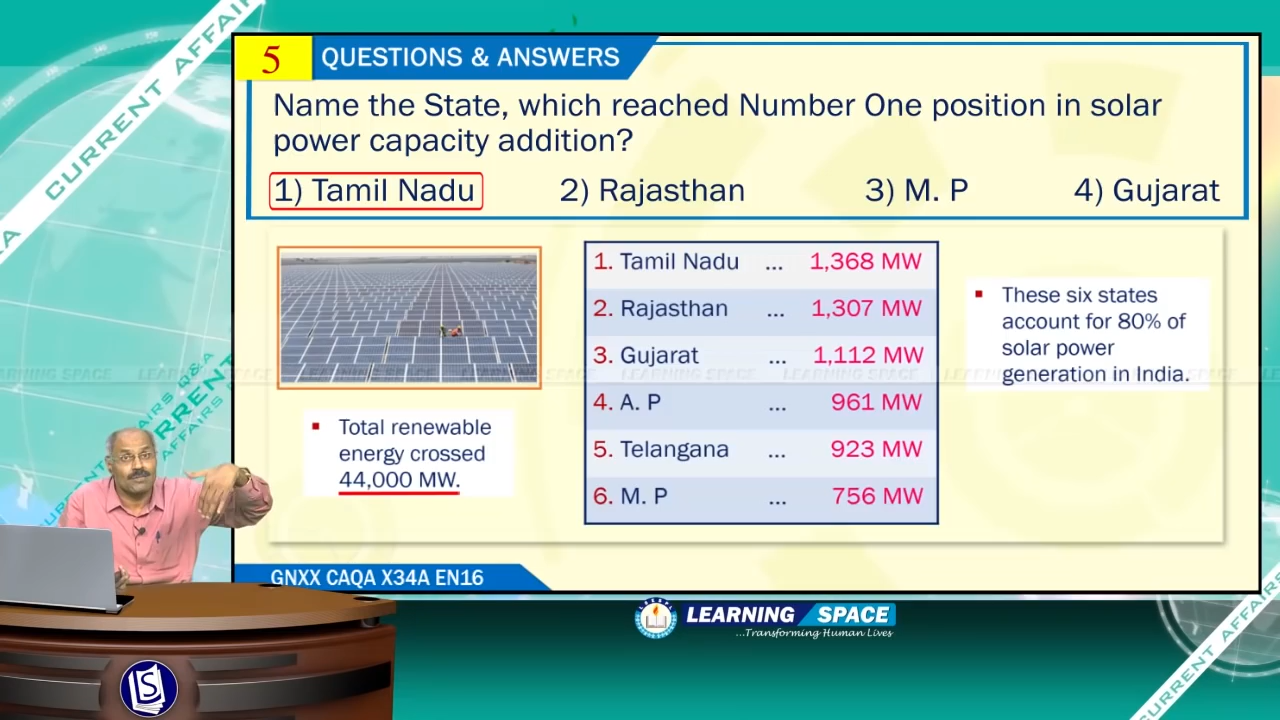 CURRENT AFFAIR
5
QUESTIONS & ANSWERS
Name the State, which reached Number One position in solar
power capacity addition?
1) Tamil Nadu 2) Rajasthan 3) M. P 4) Gujarat
1. Tamil Nadu ... 1,368 MW
2. Rajasthan ... 1,307 MW
3. Gujarat ... 1,112 MW
4. A. P ... 961 MW
5. Telangana ... 923 MW
6. M. P ... 756 MW
These six states
account for 80% of
solar power
generation in India.
Total renewable
energy crossed
44,000 MW.
LEARNING SPACE
GNXX CAQA X34A EN16
LEARNING SPACE
...Transforming Human Lives
LS
CURRENT AFFAIRS